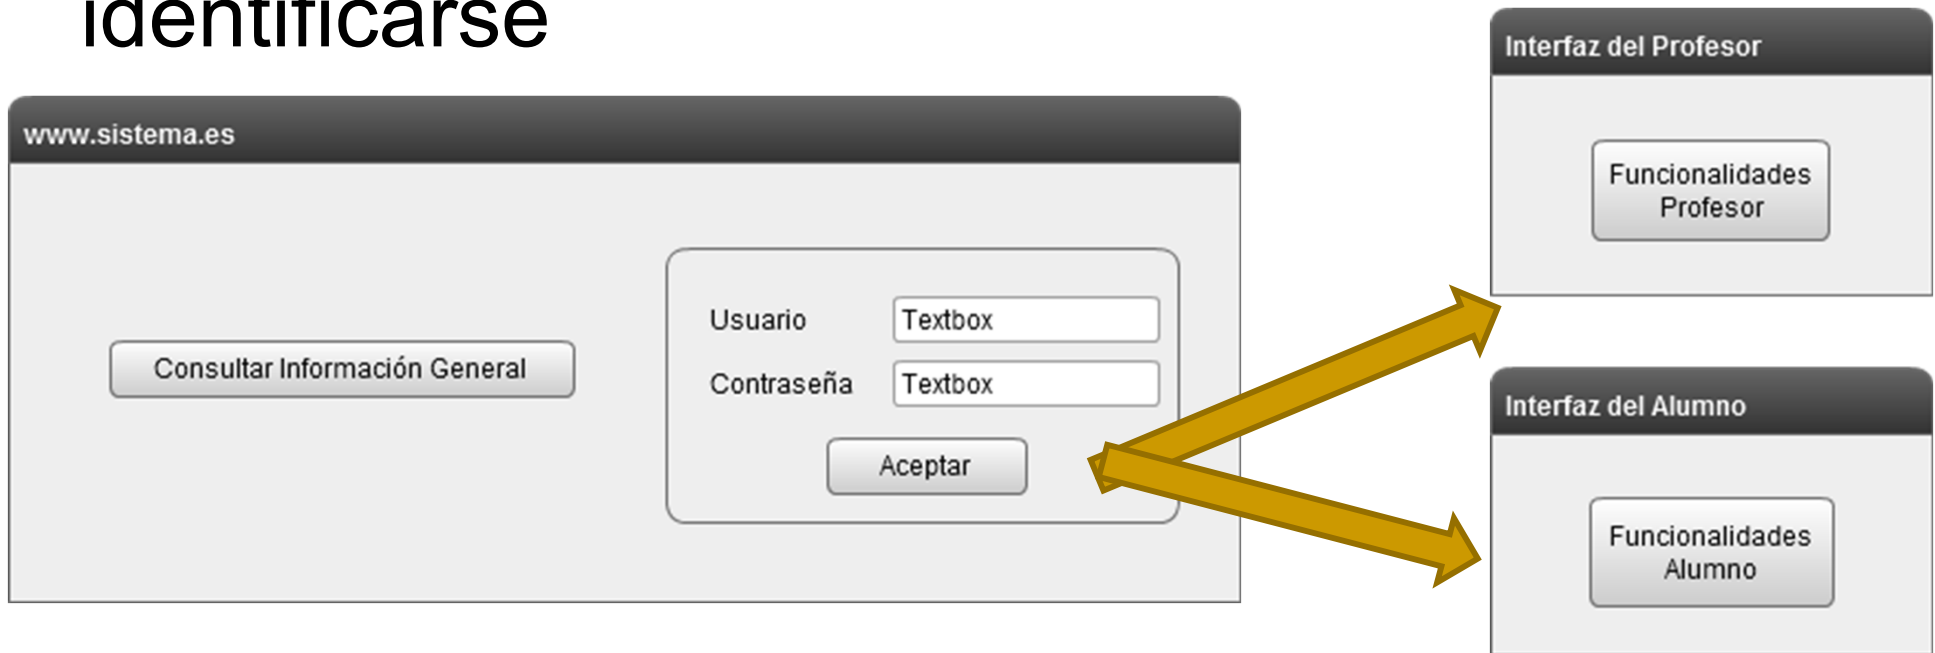 identificarse
www.sistema.es
Consultar Información General
Usuario
Textbox
Contraseña
Textbox
Aceptar
Interfaz del Profesor
Funcionalidades
Profesor
Interfaz del Alumno
Funcionalidades
Alumno